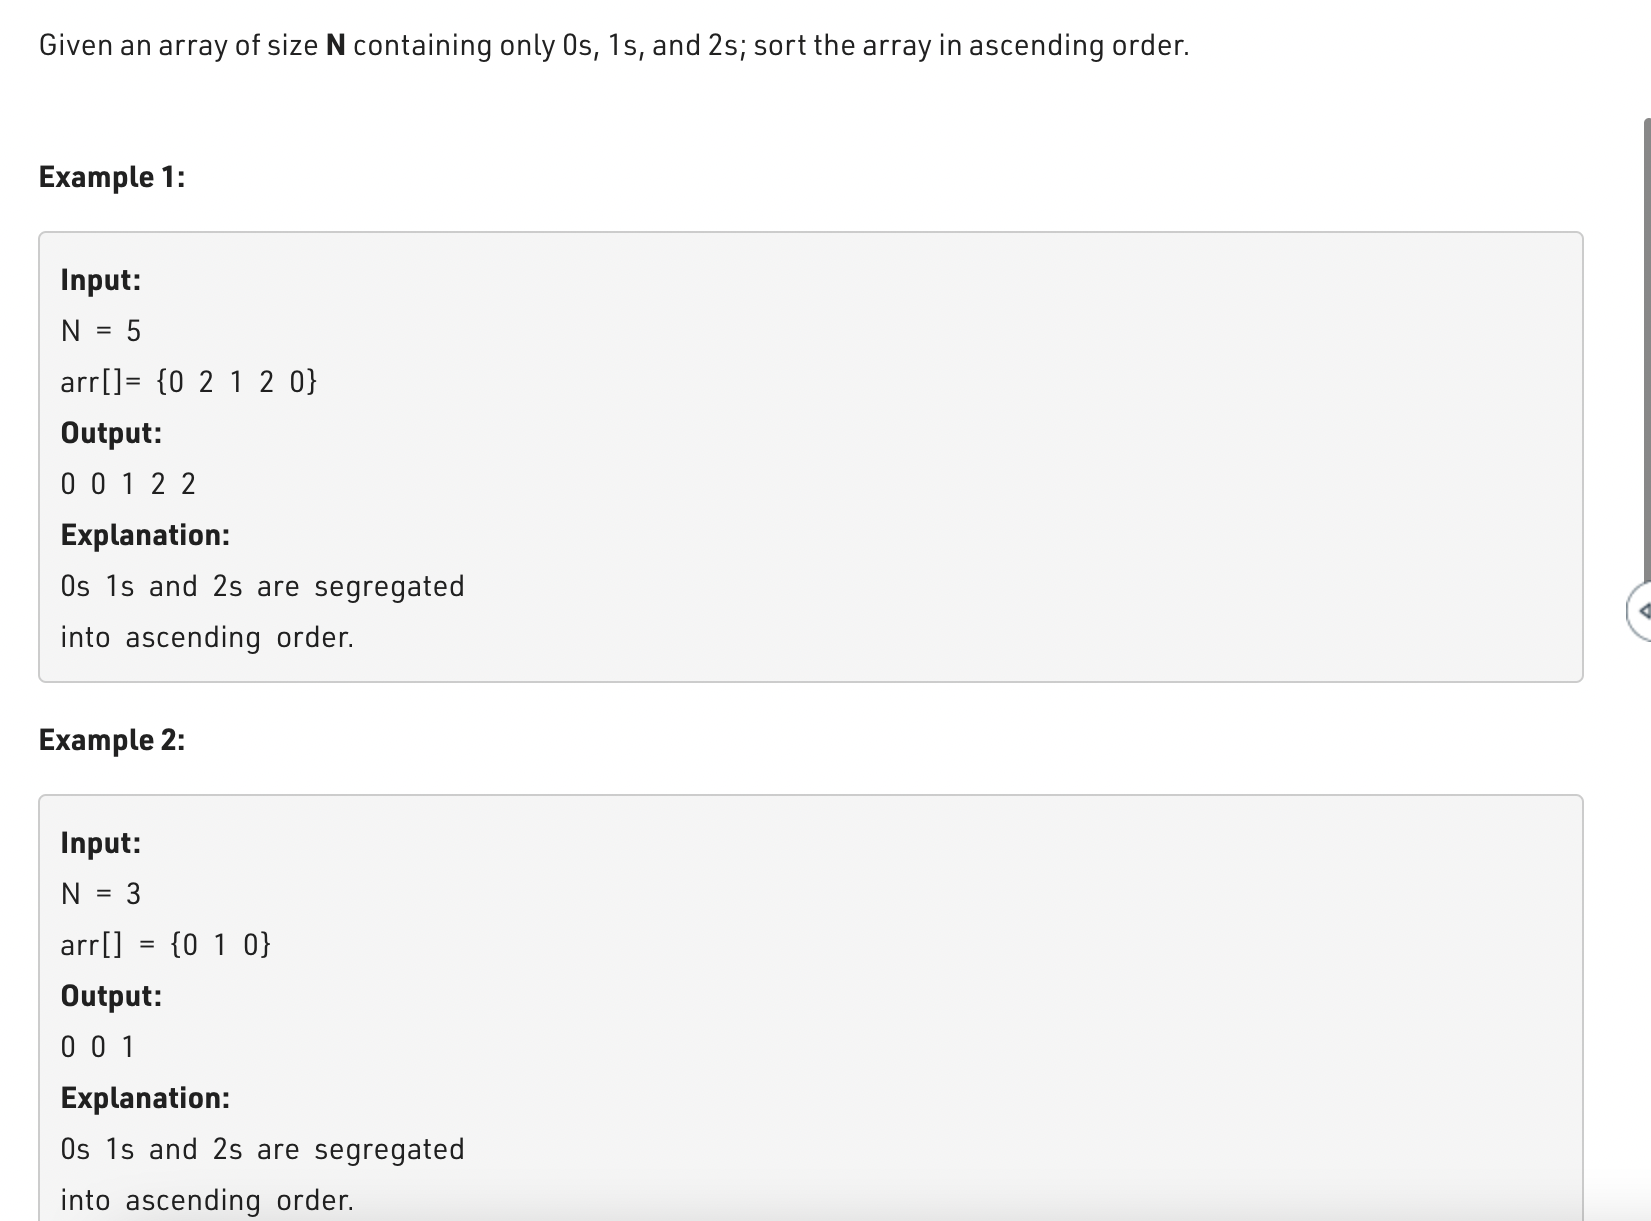 Given an array of size N containing only 0s, 1s, and 2s; sort the array in ascending order.
Example 1:
Input:
N = 5
arr[]= {0 2 1 2 0}
Output:
0 0 1 2 2
Explanation:
0s 1s and 2s are segregated
into ascending order.
Example 2:
Input:
N = 3
arr[] = {0 1 0}
Output:
0 0 1
Explanation:
0s 1s and 2s are segregated
into ascending order.